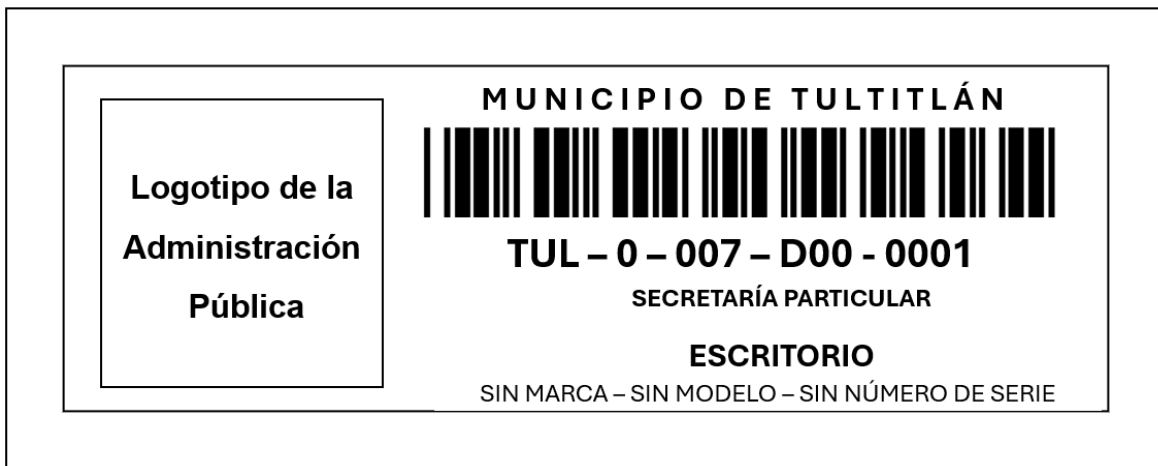 Logotipo de la
Administración
Pública
MUNICIPIO DE TULTITLÁN
TUL – 0 – 007 – D00 - 0001
SECRETARÍA PARTICULAR
ESCRITORIO
SIN MARCA – SIN MODELO – SIN NÚMERO DE SERIE